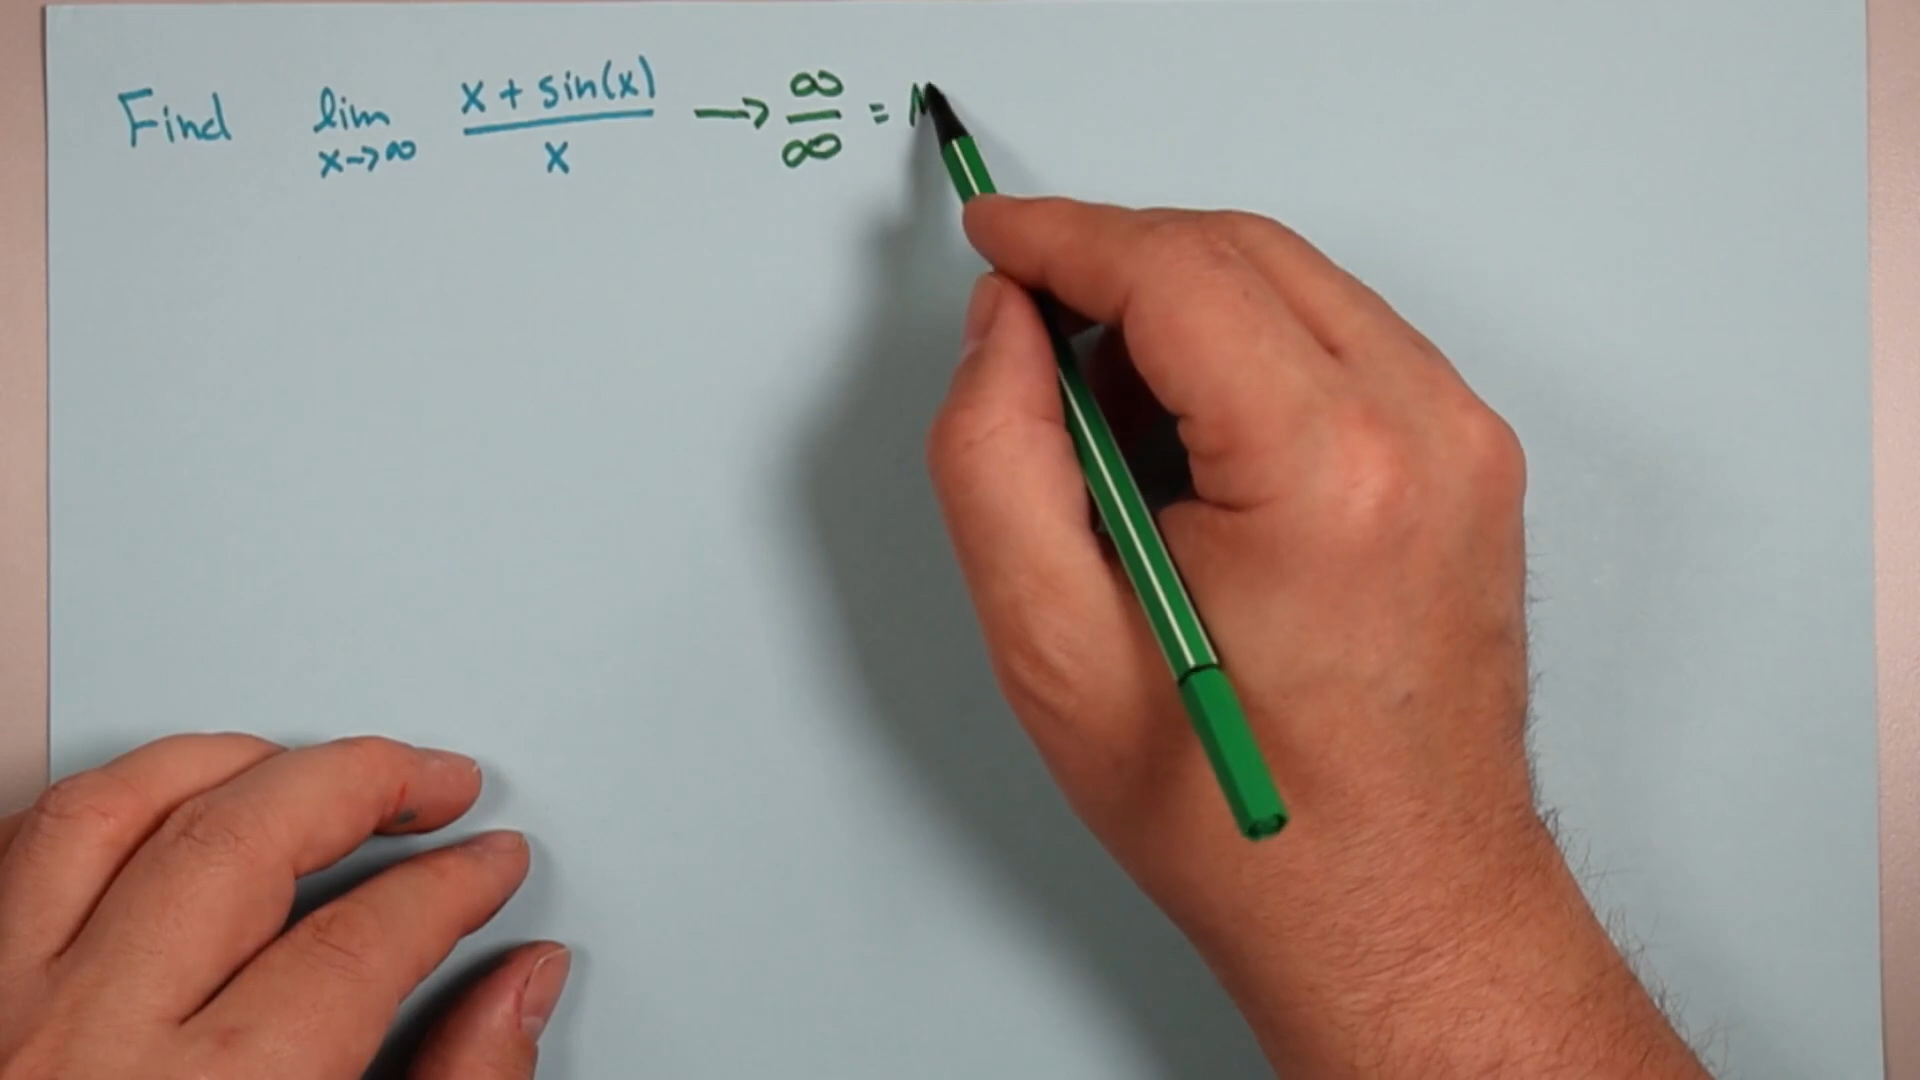 Find lim x→∞ x + sin(x) / x → ∞ / ∞ =